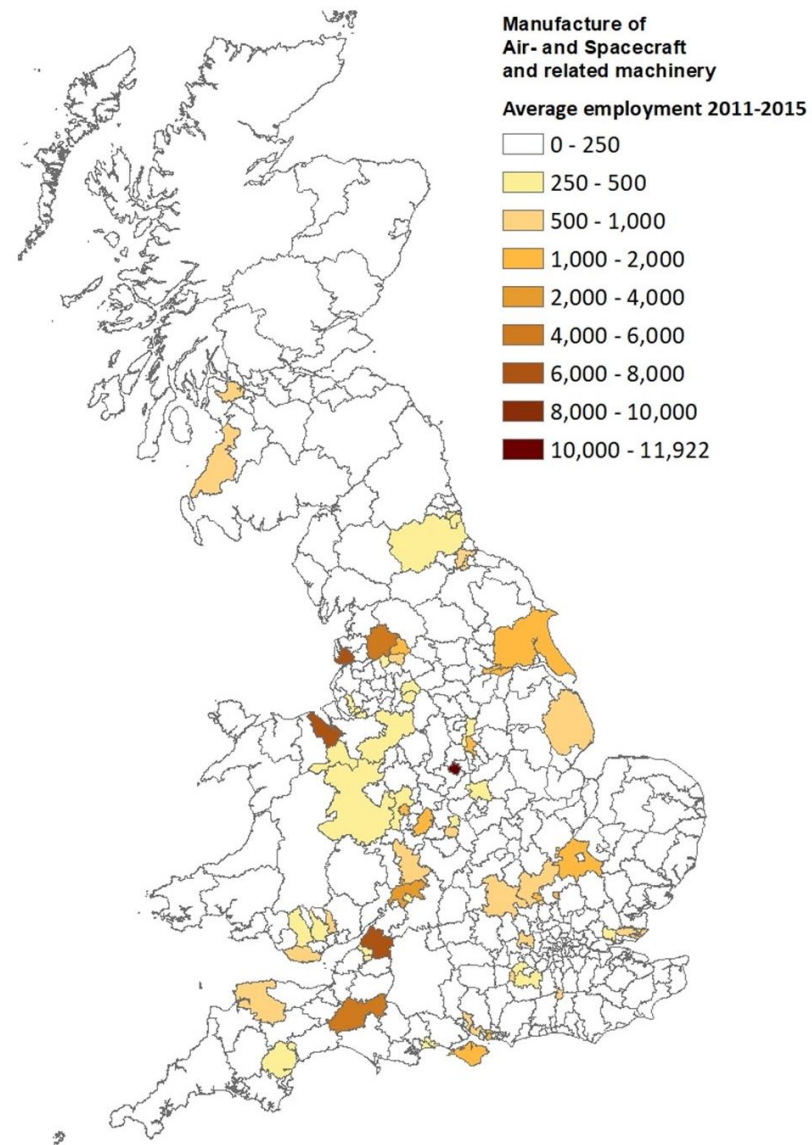 Manufacture of
Air- and Spacecraft
and related machinery
Average employment 2011-2015
0 - 250
250 - 500
500 - 1,000
1,000 - 2,000
2,000 - 4,000
4,000 - 6,000
6,000 - 8,000
8,000 - 10,000
10,000 - 11,922